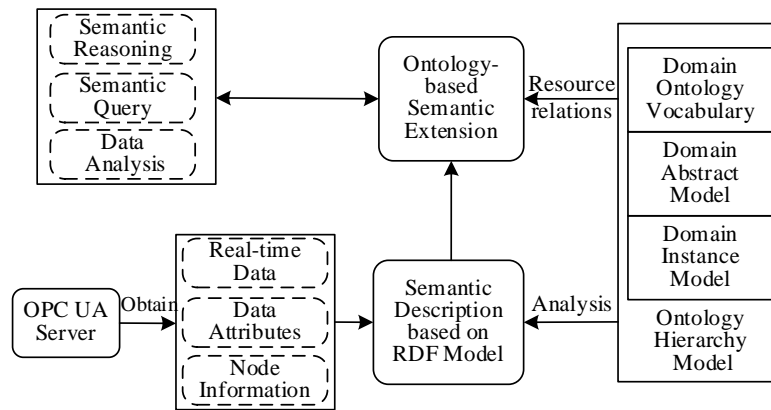 Semantic
Reasoning
Semantic
Query
Data
Analysis
Ontology-
based
Semantic
Extension
Resource
relations
Domain
Ontology
Vocabulary
Domain
Abstract
Model
Domain
Instance
Model
Ontology
Hierarchy
Model
OPC UA
Server
Obtain
Real-time
Data
Data
Attributes
Node
Information
Semantic
Description
based on
RDF Model
Analysis